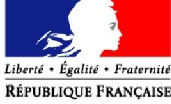 Liberté • Égalité • Fraternité
RÉPUBLIQUE FRANÇAISE